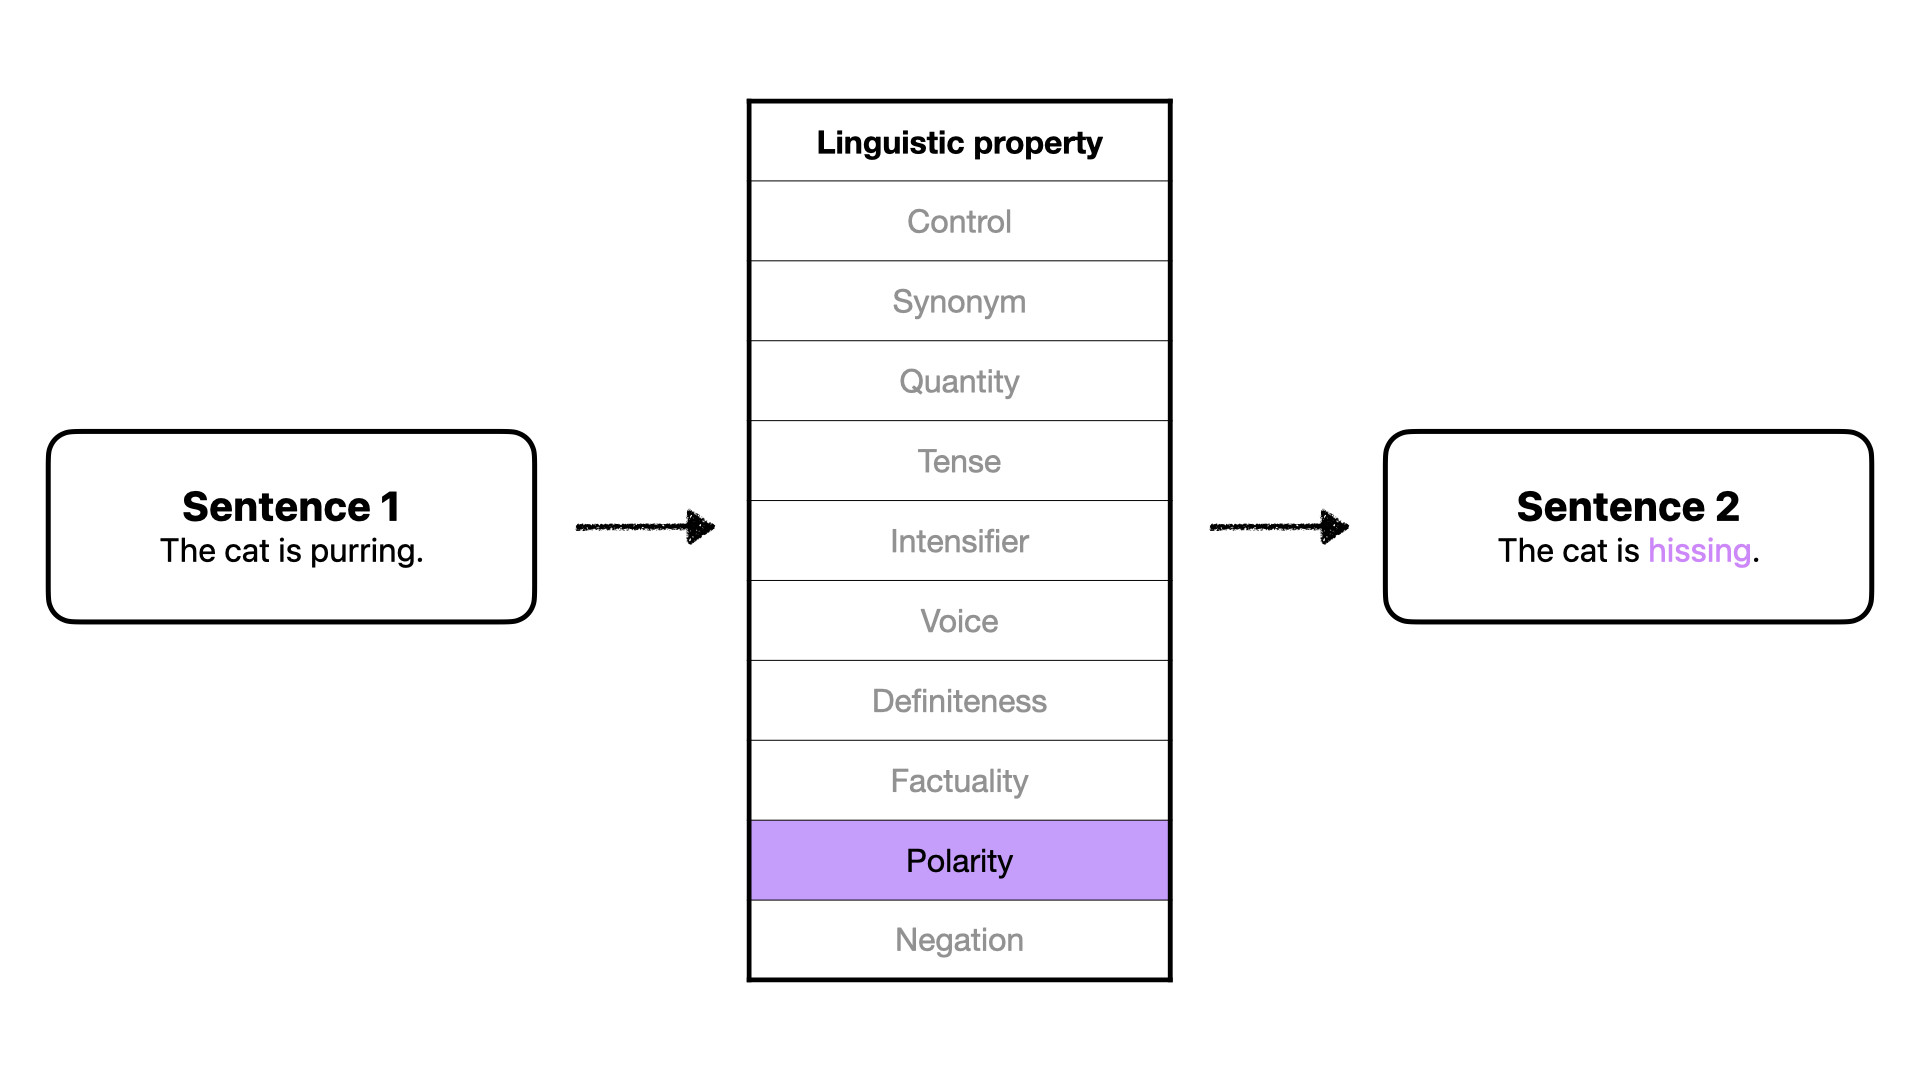 Sentence 1
The cat is purring.
Linguistic property
Control
Synonym
Quantity
Tense
Intensifier
Voice
Definiteness
Factuality
Polarity
Negation
Sentence 2
The cat is hissing.